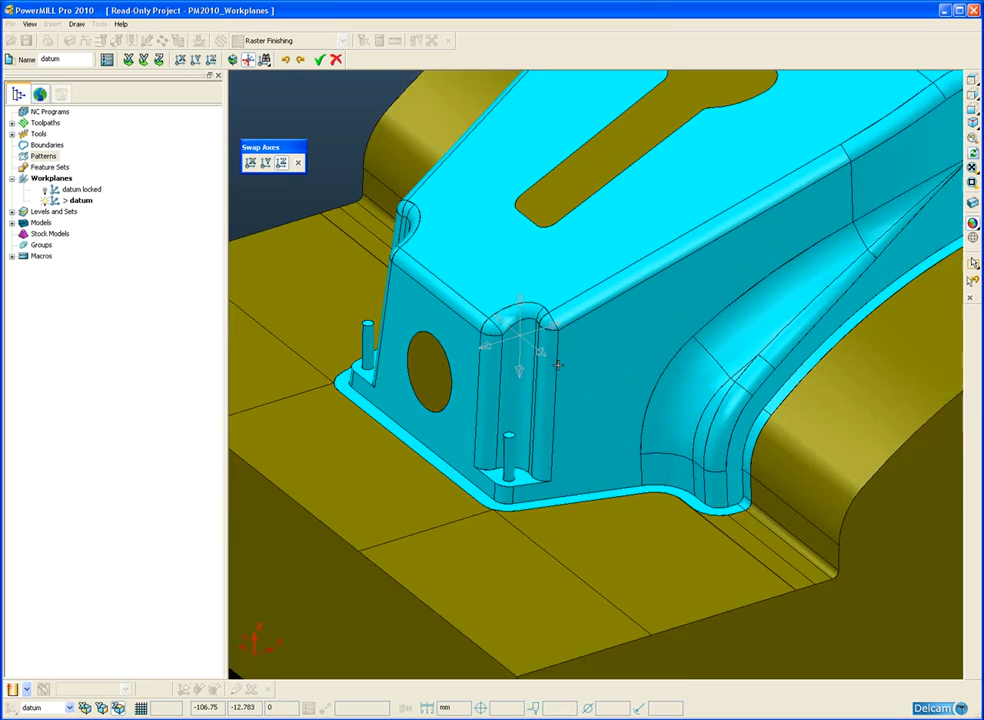 PowerMILL Pro 2010 [ Read-Only Project - PM2010_Workplanes ]
File View Insert Draw Tools Help
Raster Finishing
Name datum
Swap Axes
NC Programs
Toolpaths
Tools
Boundaries
Patterns
Feature Sets
Workplanes
datum locked
> datum
Levels and Sets
Models
Stock Models
Groups
Macros
Z
datum -106.75 -12.783 0 mm Delcam